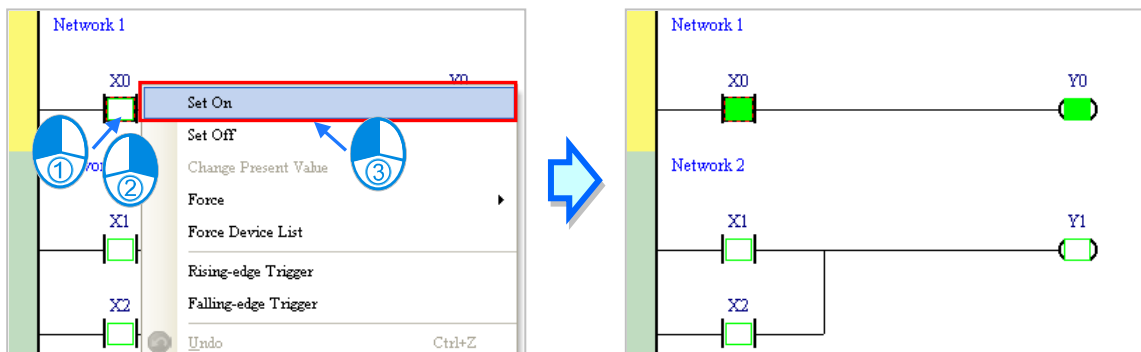 Network 1
X0
Y0
Set On
Set Off
Change Present Value
Force
Force Device List
Rising-edge Trigger
Falling-edge Trigger
Undo Ctrl+Z
①
②
③
X1
X2
Network 1
X0 Y0
Network 2
X1 Y1
X2